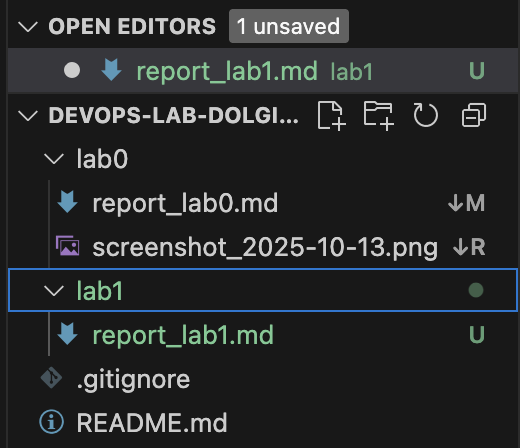 OPEN EDITORS 1 unsaved
report_lab1.md lab1 U
DEVOPS-LAB-DOLGI...
lab0
report_lab0.md ↓M
screenshot_2025-10-13.png ↓R
lab1
report_lab1.md U
.gitignore
README.md